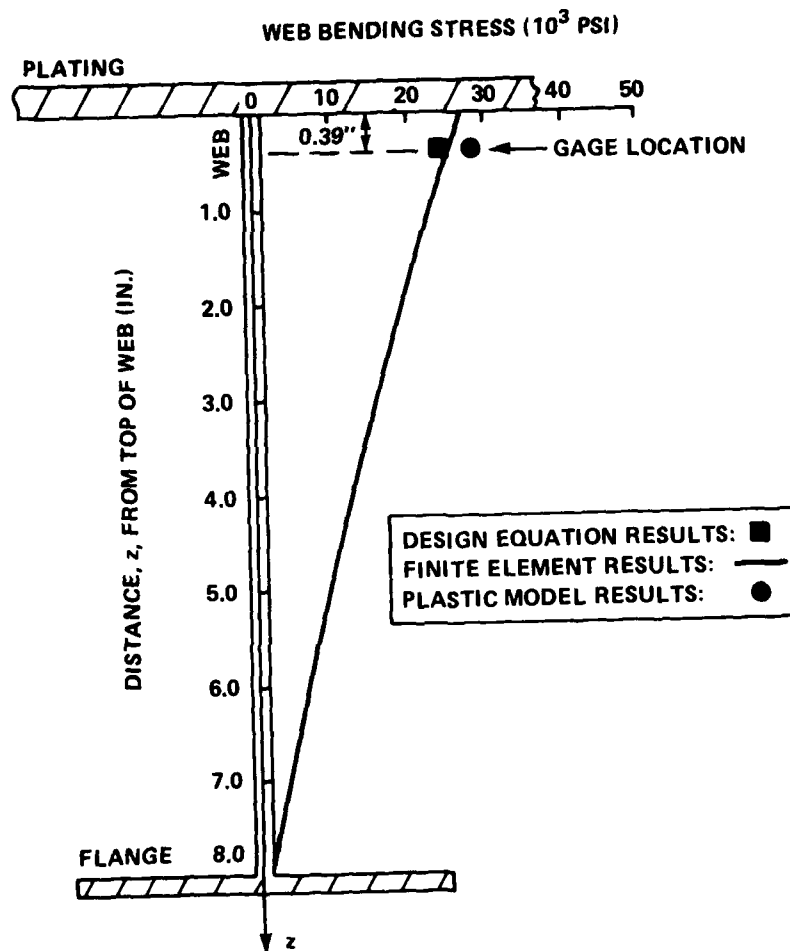 WEB BENDING STRESS (10³ PSI)
PLATING
0 10 20 30 40 50
0.39"
WEB
GAGE LOCATION
1.0
2.0
3.0
4.0
5.0
6.0
7.0
8.0
DISTANCE, z, FROM TOP OF WEB (IN.)
DESIGN EQUATION RESULTS:
FINITE ELEMENT RESULTS:
PLASTIC MODEL RESULTS:
FLANGE
z